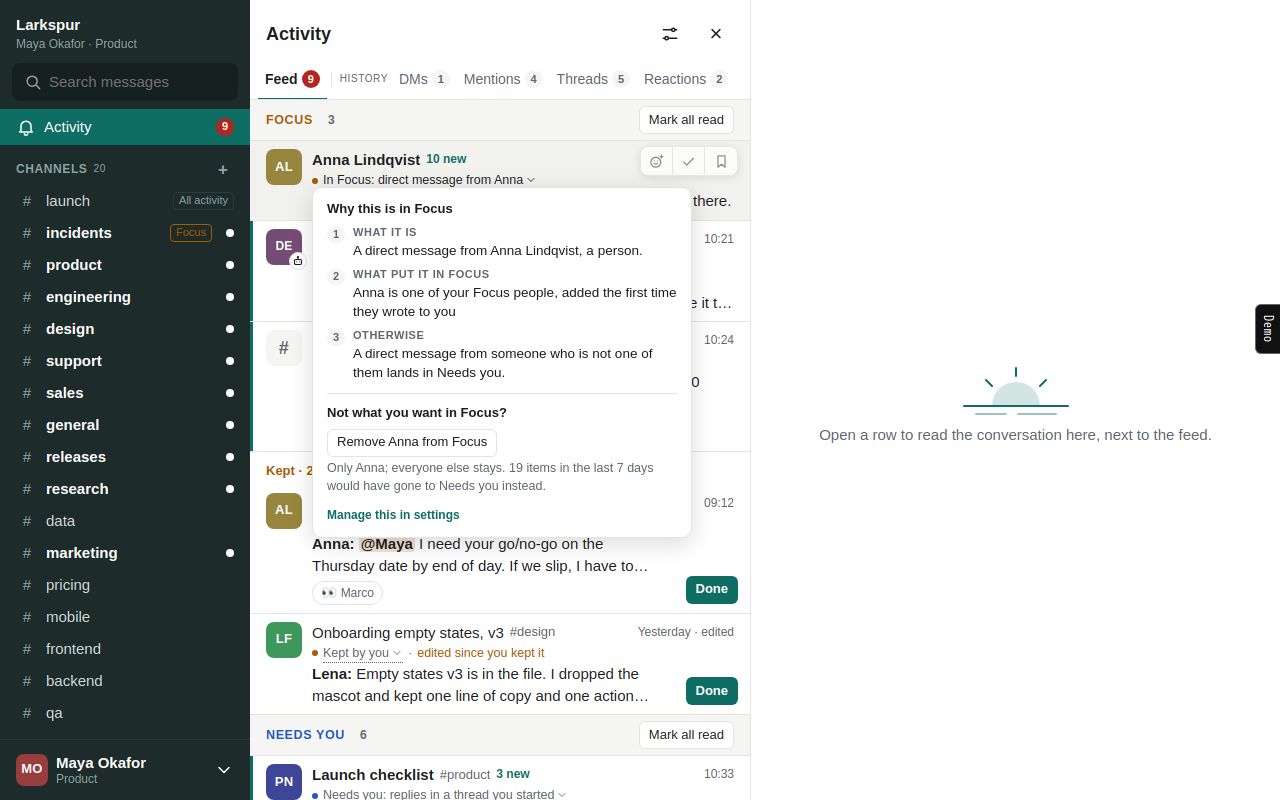 Larkspur
Maya Okafor · Product
Search messages
Activity
9
CHANNELS 20
+
# launch All activity
# incidents Focus
# product
# engineering
# design
# support
# sales
# general
# releases
# research
# data
# marketing
# pricing
# mobile
# frontend
# backend
# qa
MO
Maya Okafor
Product
Activity
Feed 9
HISTORY
DMs 1
Mentions 4
Threads 5
Reactions 2
FOCUS 3
Mark all read
AL
Anna Lindqvist 10 new
In Focus: direct message from Anna
there.
Why this is in Focus
1 WHAT IT IS
A direct message from Anna Lindqvist, a person.
2 WHAT PUT IT IN FOCUS
Anna is one of your Focus people, added the first time
they wrote to you
3 OTHERWISE
A direct message from someone who is not one of
them lands in Needs you.
Not what you want in Focus?
Remove Anna from Focus
Only Anna; everyone else stays. 19 items in the last 7 days
would have gone to Needs you instead.
Manage this in settings
DE
10:21
e it t…
#
10:24
0
Kept · 2
AL
09:12
Anna: @Maya I need your go/no-go on the
Thursday date by end of day. If we slip, I have to…
👀 Marco
Done
LF
Onboarding empty states, v3 #design
Yesterday · edited
Kept by you · edited since you kept it
Lena: Empty states v3 is in the file. I dropped the
mascot and kept one line of copy and one action…
Done
NEEDS YOU 6
Mark all read
PN
Launch checklist #product 3 new
10:33
Needs you: replies in a thread you started
Open a row to read the conversation here, next to the feed.
Demo